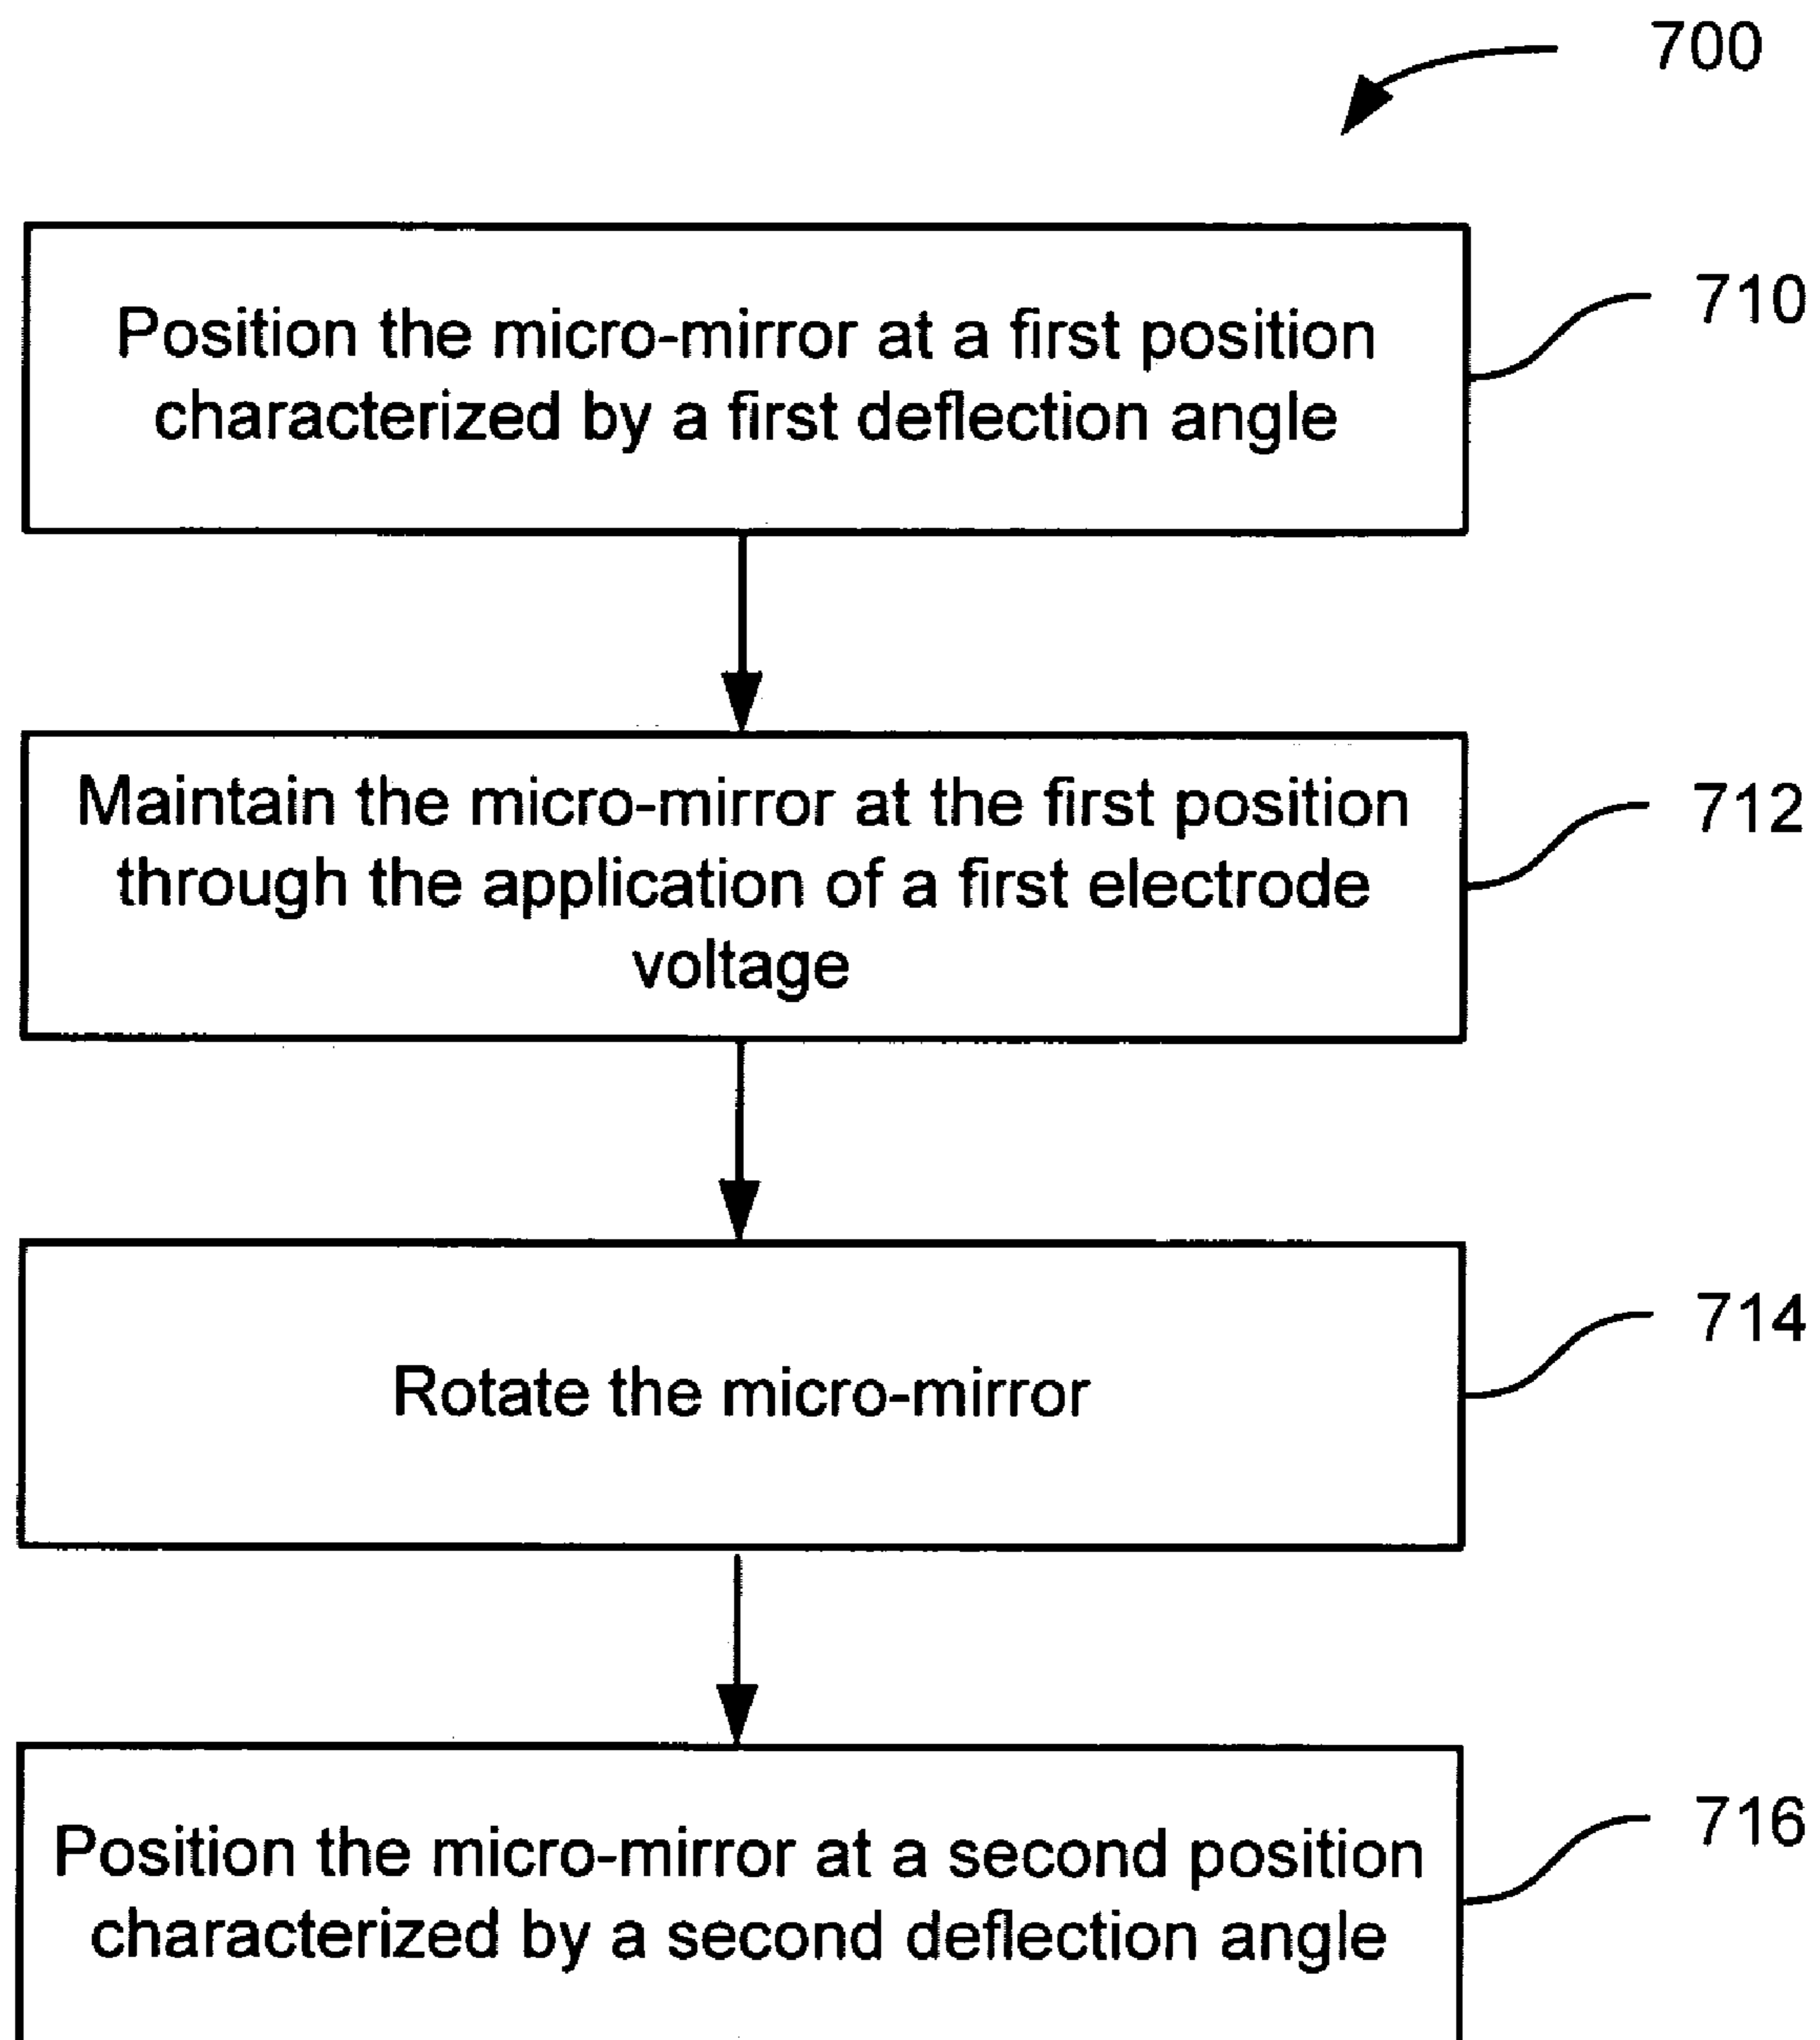 700
Position the micro-mirror at a first position
characterized by a first deflection angle
710
Maintain the micro-mirror at the first position
through the application of a first electrode
voltage
712
Rotate the micro-mirror
714
Position the micro-mirror at a second position
characterized by a second deflection angle
716